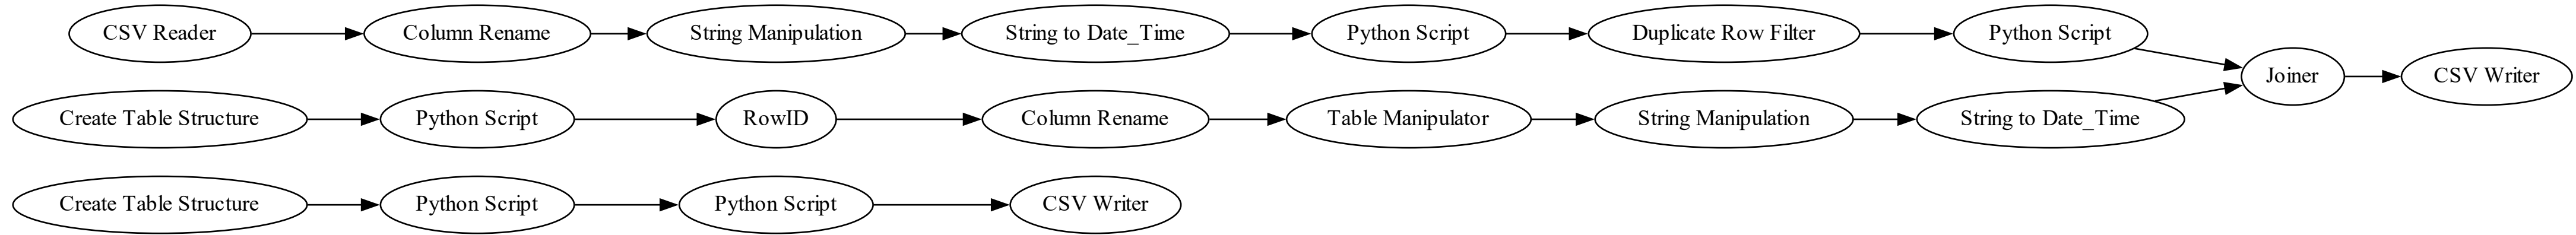 CSV Reader
Column Rename
String Manipulation
String to Date_Time
Python Script
Duplicate Row Filter
Python Script
Joiner
CSV Writer
Create Table Structure
Python Script
RowID
Column Rename
Table Manipulator
String Manipulation
String to Date_Time
Create Table Structure
Python Script
Python Script
CSV Writer